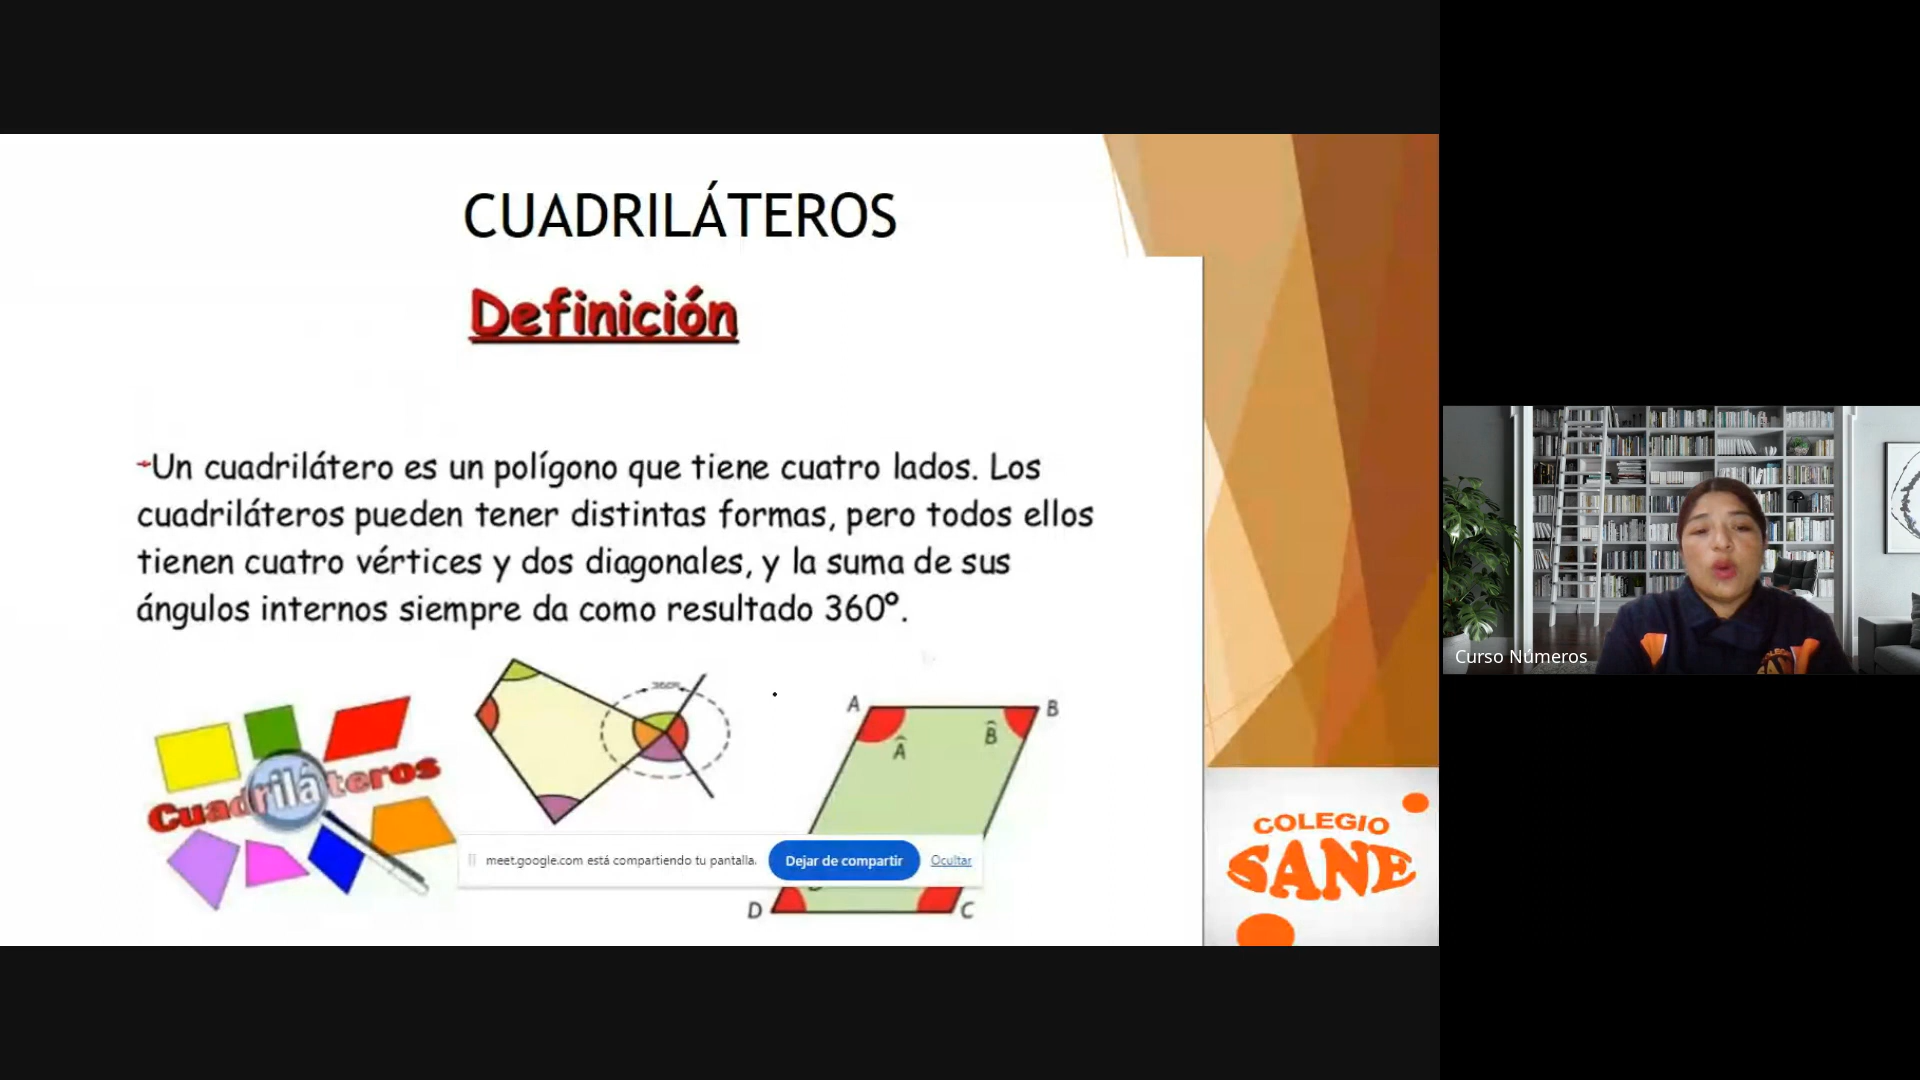 CUADRILÁTEROS
Definición
Un cuadrilátero es un polígono que tiene cuatro lados. Los
cuadriláteros pueden tener distintas formas, pero todos ellos
tienen cuatro vértices y dos diagonales, y la suma de sus
ángulos internos siempre da como resultado 360º.
Cuadriláteros
360º
A
B
Â
B̂
D
C
meet.google.com está compartiendo tu pantalla.
Dejar de compartir
Ocultar
COLEGIO
SANE
Curso Números